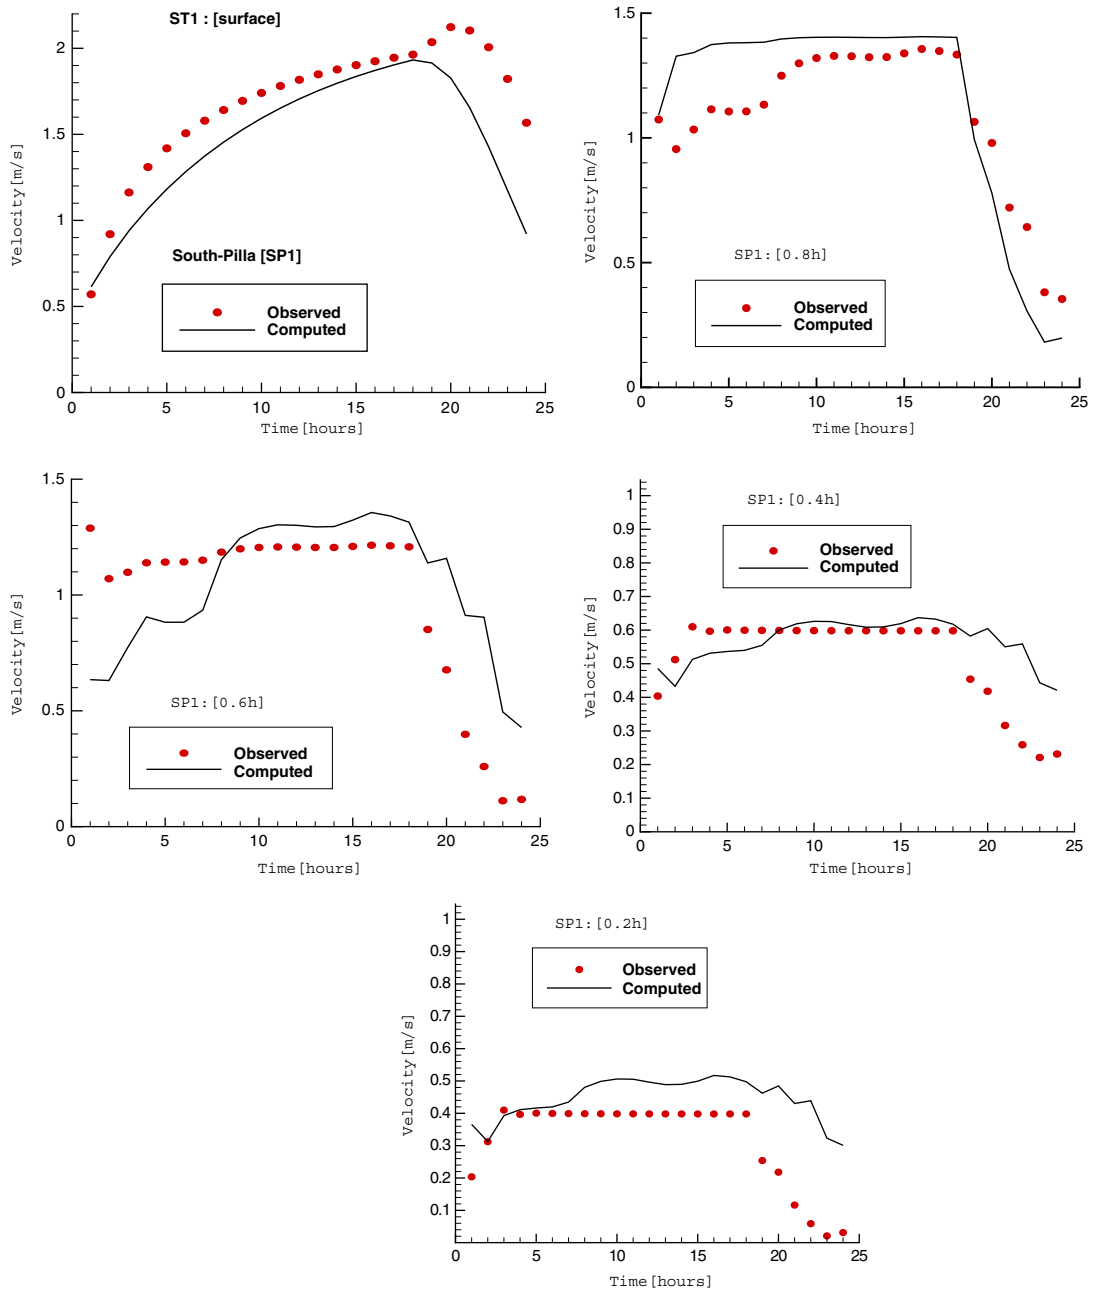 ST1 : [surface]
2
1.5
1
0.5
0
Velocity[m/s]
South-Pilla [SP1]
Observed
Computed
0 5 10 15 20 25
Time[hours]
1.5
1
0.5
0
Velocity[m/s]
SP1:[0.8h]
Observed
Computed
0 5 10 15 20 25
Time[hours]
1.5
1
0.5
0
Velocity[m/s]
SP1:[0.6h]
Observed
Computed
0 5 10 15 20 25
Time[hours]
SP1:[0.4h]
1
0.9
0.8
0.7
0.6
0.5
0.4
0.3
0.2
0.1
0
Velocity[m/s]
Observed
Computed
0 5 10 15 20 25
Time[hours]
SP1:[0.2h]
1
0.9
0.8
0.7
0.6
0.5
0.4
0.3
0.2
0.1
Velocity[m/s]
Observed
Computed
0 5 10 15 20 25
Time[hours]